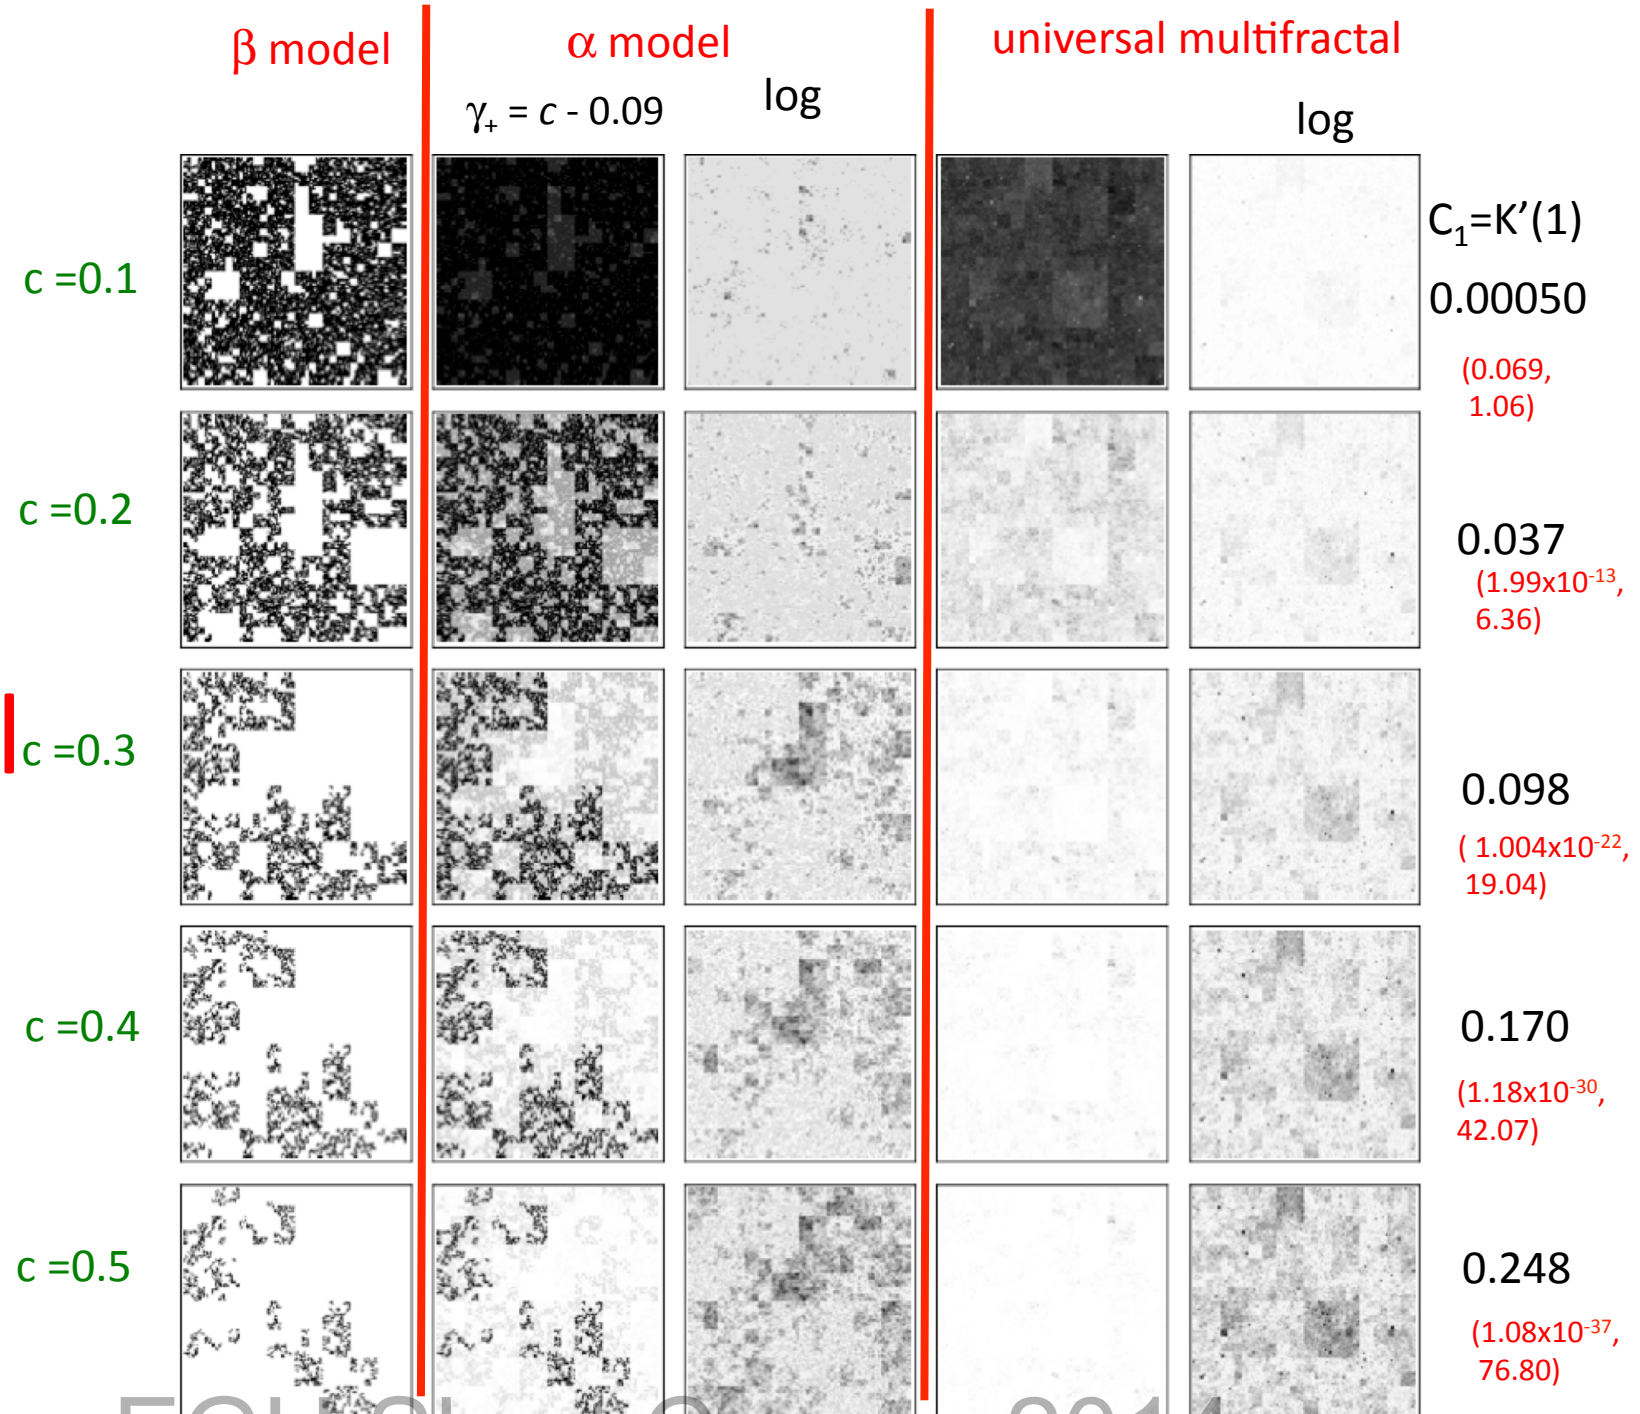 β model
α model
universal multifractal
γ+ = c - 0.09
log
log
C1=K’(1)
c =0.1
0.00050
(0.069,
1.06)
c =0.2
0.037
(1.99x10-13,
6.36)
c =0.3
0.098
( 1.004x10-22,
19.04)
c =0.4
0.170
(1.18x10-30,
42.07)
c =0.5
0.248
(1.08x10-37,
76.80)
2014